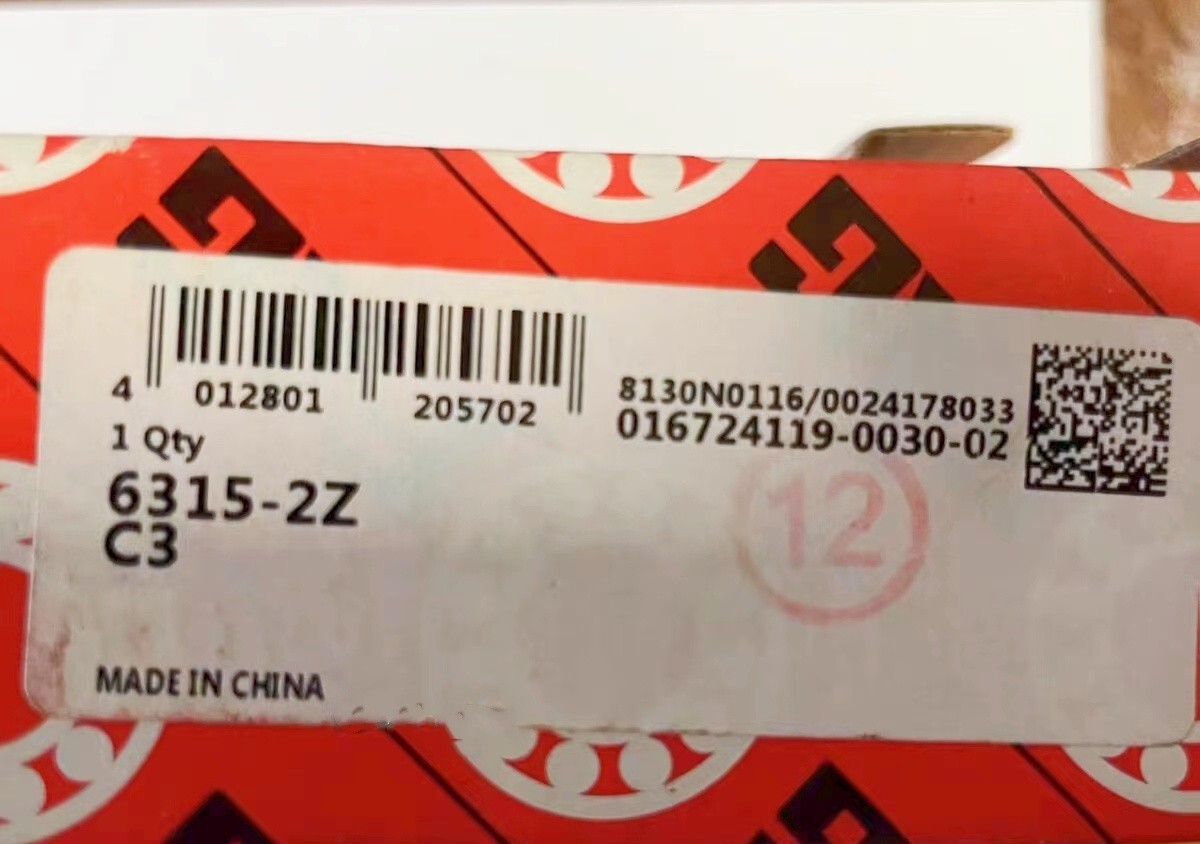 4 012801 205702
8130N0116/0024178033
016724119-0030-02
1 Qty
6315-2Z
C3
12
MADE IN CHINA